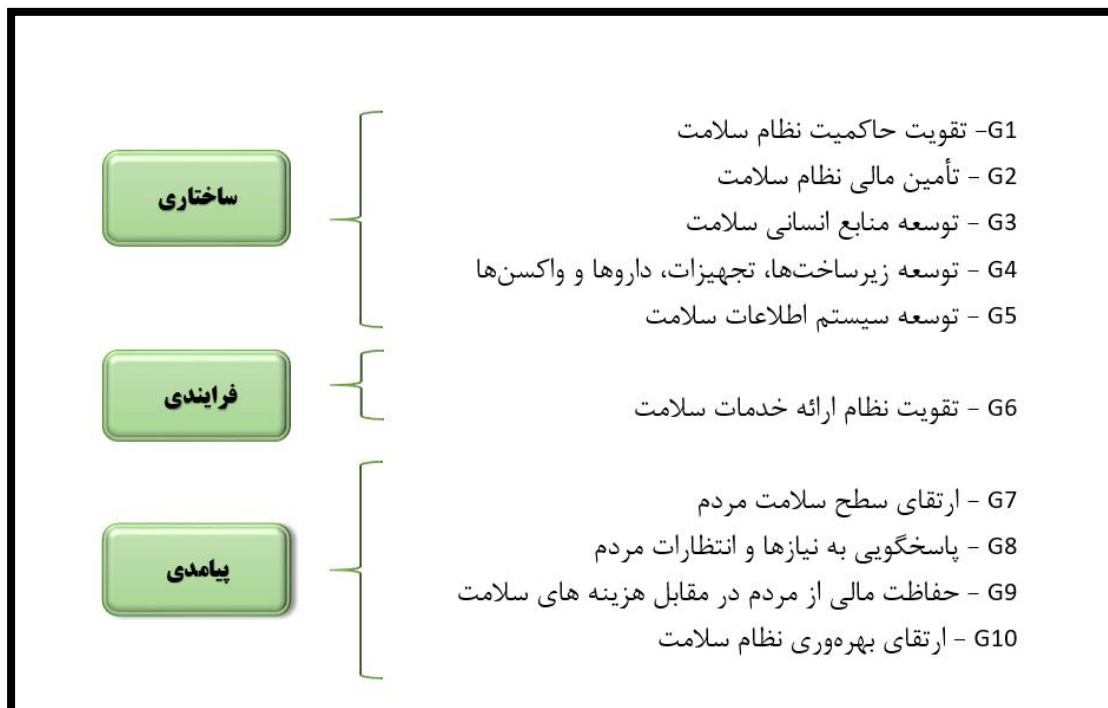 G1– تقویت حاکمیت نظام سلامت
G2 – تأمین مالی نظام سلامت
G3 – توسعه منابع انسانی سلامت
G4 – توسعه زیرساخت‌ها، تجهیزات، داروها و واکسن‌ها
G5 – توسعه سیستم اطلاعات سلامت
ساختاری
G6 – تقویت نظام ارائه خدمات سلامت
فرایندی
G7 – ارتقای سطح سلامت مردم
G8 – پاسخگویی به نیازها و انتظارات مردم
G9 – حفاظت مالی از مردم در مقابل هزینه های سلامت
G10 – ارتقای بهره‌وری نظام سلامت
پیامدی